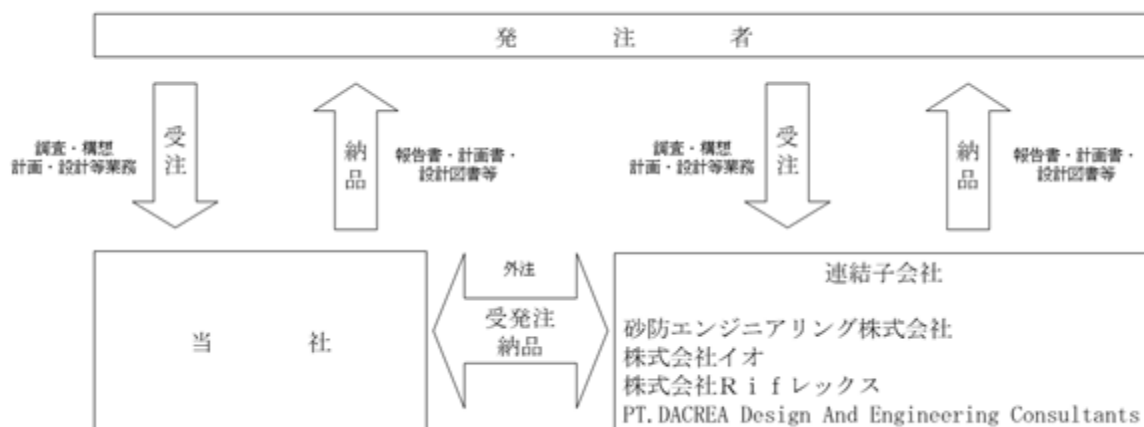 発 注 者
調査・構想
計画・設計等業務
受注
納品
報告書・計画書・
設計図書等
調査・構想
計画・設計等業務
受注
納品
報告書・計画書・
設計図書等
当 社
外注
受発注
納品
連結子会社
砂防エンジニアリング株式会社
株式会社イオ
株式会社Ｒｉｆレックス
PT.DACREA Design And Engineering Consultants